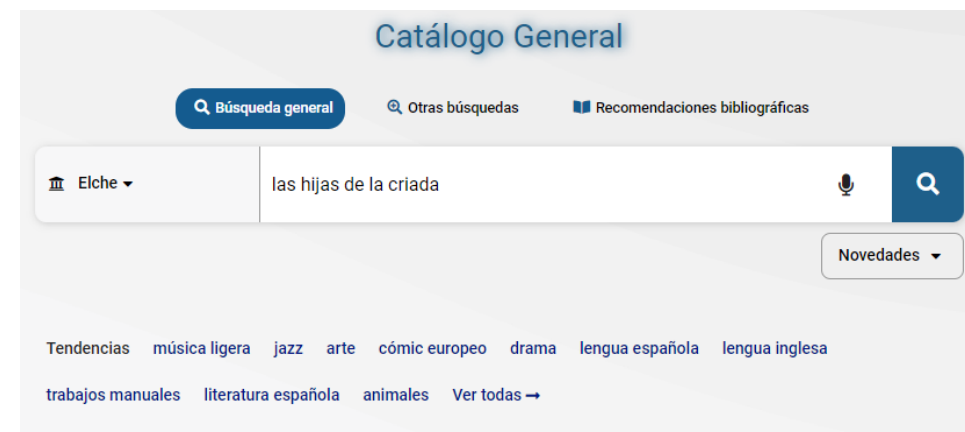 Catálogo General
Búsqueda general Otras búsquedas Recomendaciones bibliográficas
Elche las hijas de la criada
Novedades
Tendencias música ligera jazz arte cómic europeo drama lengua española lengua inglesa
trabajos manuales literatura española animales Ver todas →